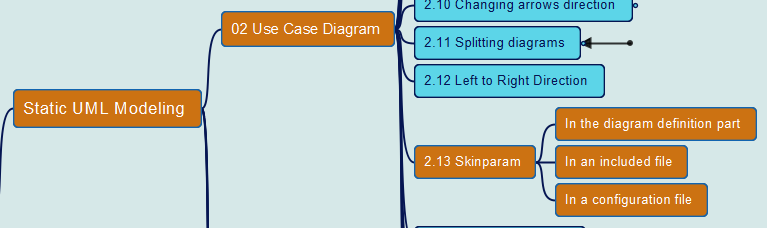 2.10 Changing arrows direction
02 Use Case Diagram
2.11 Splitting diagrams
2.12 Left to Right Direction
Static UML Modeling
In the diagram definition part
2.13 Skinparam
In an included file
In a configuration file